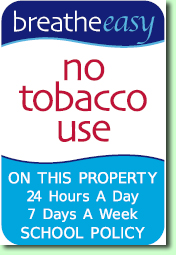 breatheeasy
no
tobacco
use
ON THIS PROPERTY
24 Hours A Day
7 Days A Week
SCHOOL POLICY